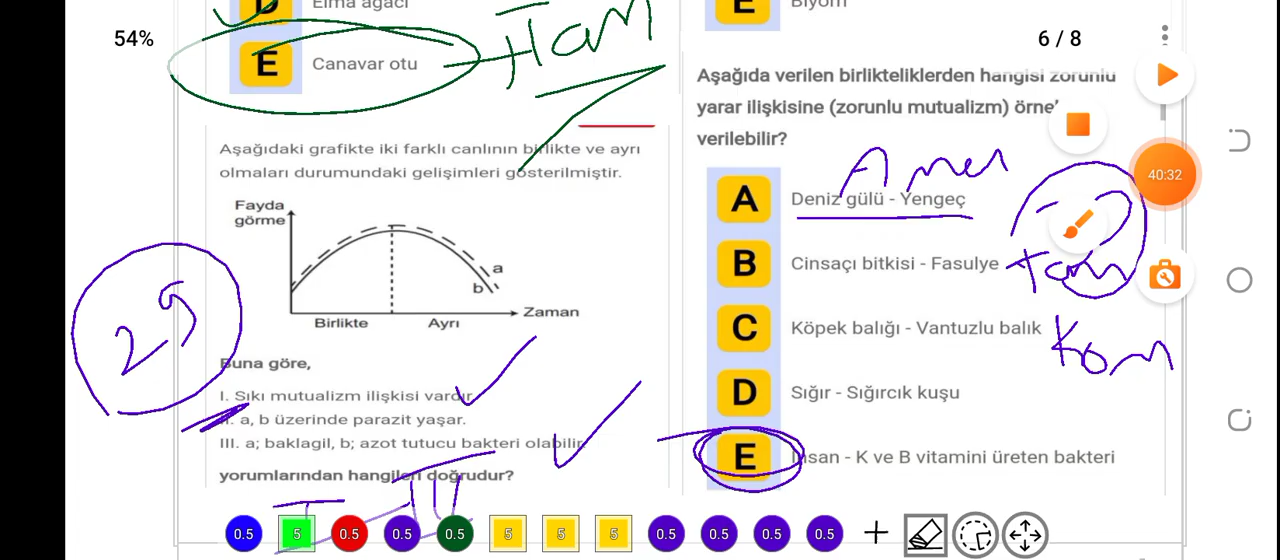 54%
D Elma ağacı
E Canavar otu
Tam
Aşağıdaki grafikte iki farklı canlının birlikte ve ayrı
olmaları durumundaki gelişimleri gösterilmiştir.
Fayda
görme
a
b
Zaman
Birlikte
Ayrı
29
Buna göre,
I. Sıkı mutualizm ilişkisi vardır.
II. a, b üzerinde parazit yaşar.
III. a; baklagil, b; azot tutucu bakteri olabilir.
yorumlarından hangileri doğrudur?
I - III
E
6 / 8
Aşağıda verilen birlikteliklerden hangisi zorunlu
yarar ilişkisine (zorunlu mutualizm)
verilebilir?
A Deniz gülü - Yengeç
B Cinsaçı bitkisi - Fasulye
Tam
C Köpek balığı - Vantuzlu balık
Kom
D Sığır - Sığırcık kuşu
E İnsan - K ve B vitamini üreten bakteri
40:32
0.5 5 0.5 0.5 0.5 5 5 5 0.5 0.5 0.5 0.5